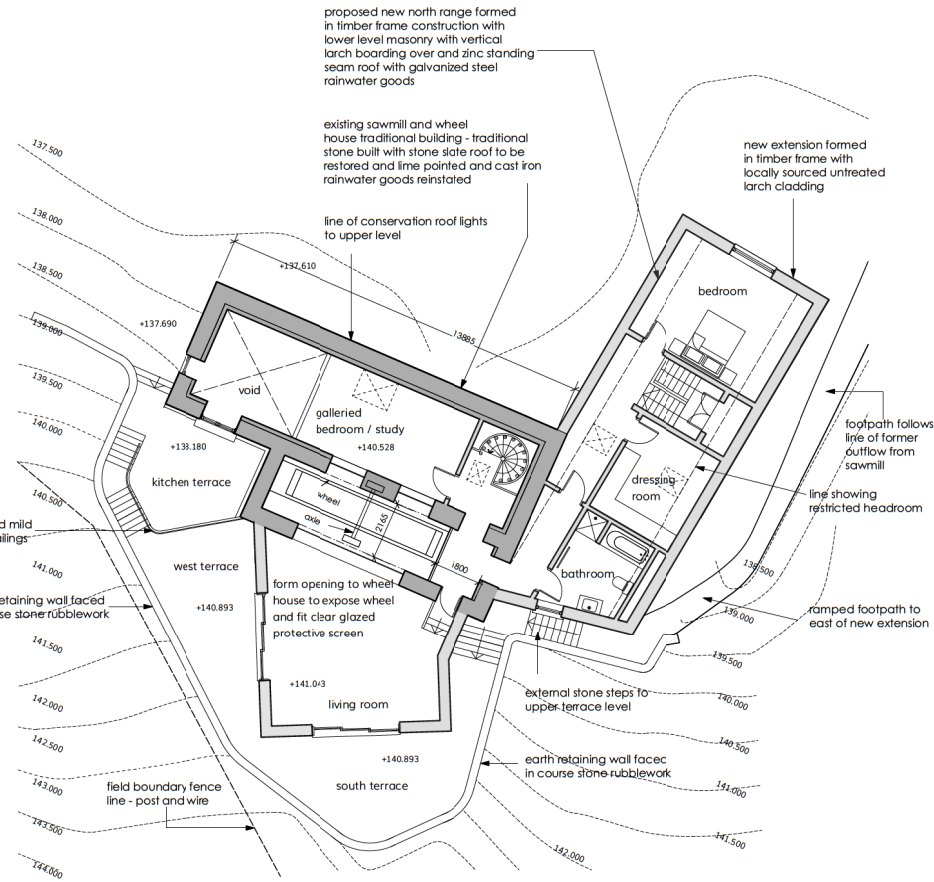 proposed new north range formed
in timber frame construction with
lower level masonry with vertical
larch boarding over and zinc standing
seam roof with galvanized steel
rainwater goods
existing sawmill and wheel
house traditional building - traditional
stone built with stone slate roof to be
restored and lime pointed and cast iron
rainwater goods reinstated
line of conservation roof lights
to upper level
new extension formed
in timber frame with
locally sourced untreated
larch cladding
137.500
138.000
138.500
139.000
139.500
140.000
140.500
141.000
141.500
142.000
142.500
143.000
143.500
144.000
+137.610
+137.690
13885
bedroom
void
galleried
bedroom / study
+140.528
+138.180
kitchen terrace
wheel
axle
2165
1800
dressing
room
bathroom
footpath follows
line of former
outflow from
sawmill
line showing
restricted headroom
d mild
ailings
west terrace
+140.893
etaining wall faced
se stone rubblework
form opening to wheel
house to expose wheel
and fit clear glazed
protective screen
+141.043
living room
138.500
139.000
139.500
140.000
140.500
141.000
141.500
142.000
ramped footpath to
east of new extension
external stone steps to
upper terrace level
earth retaining wall faced
in course stone rubblework
+140.893
south terrace
field boundary fence
line - post and wire